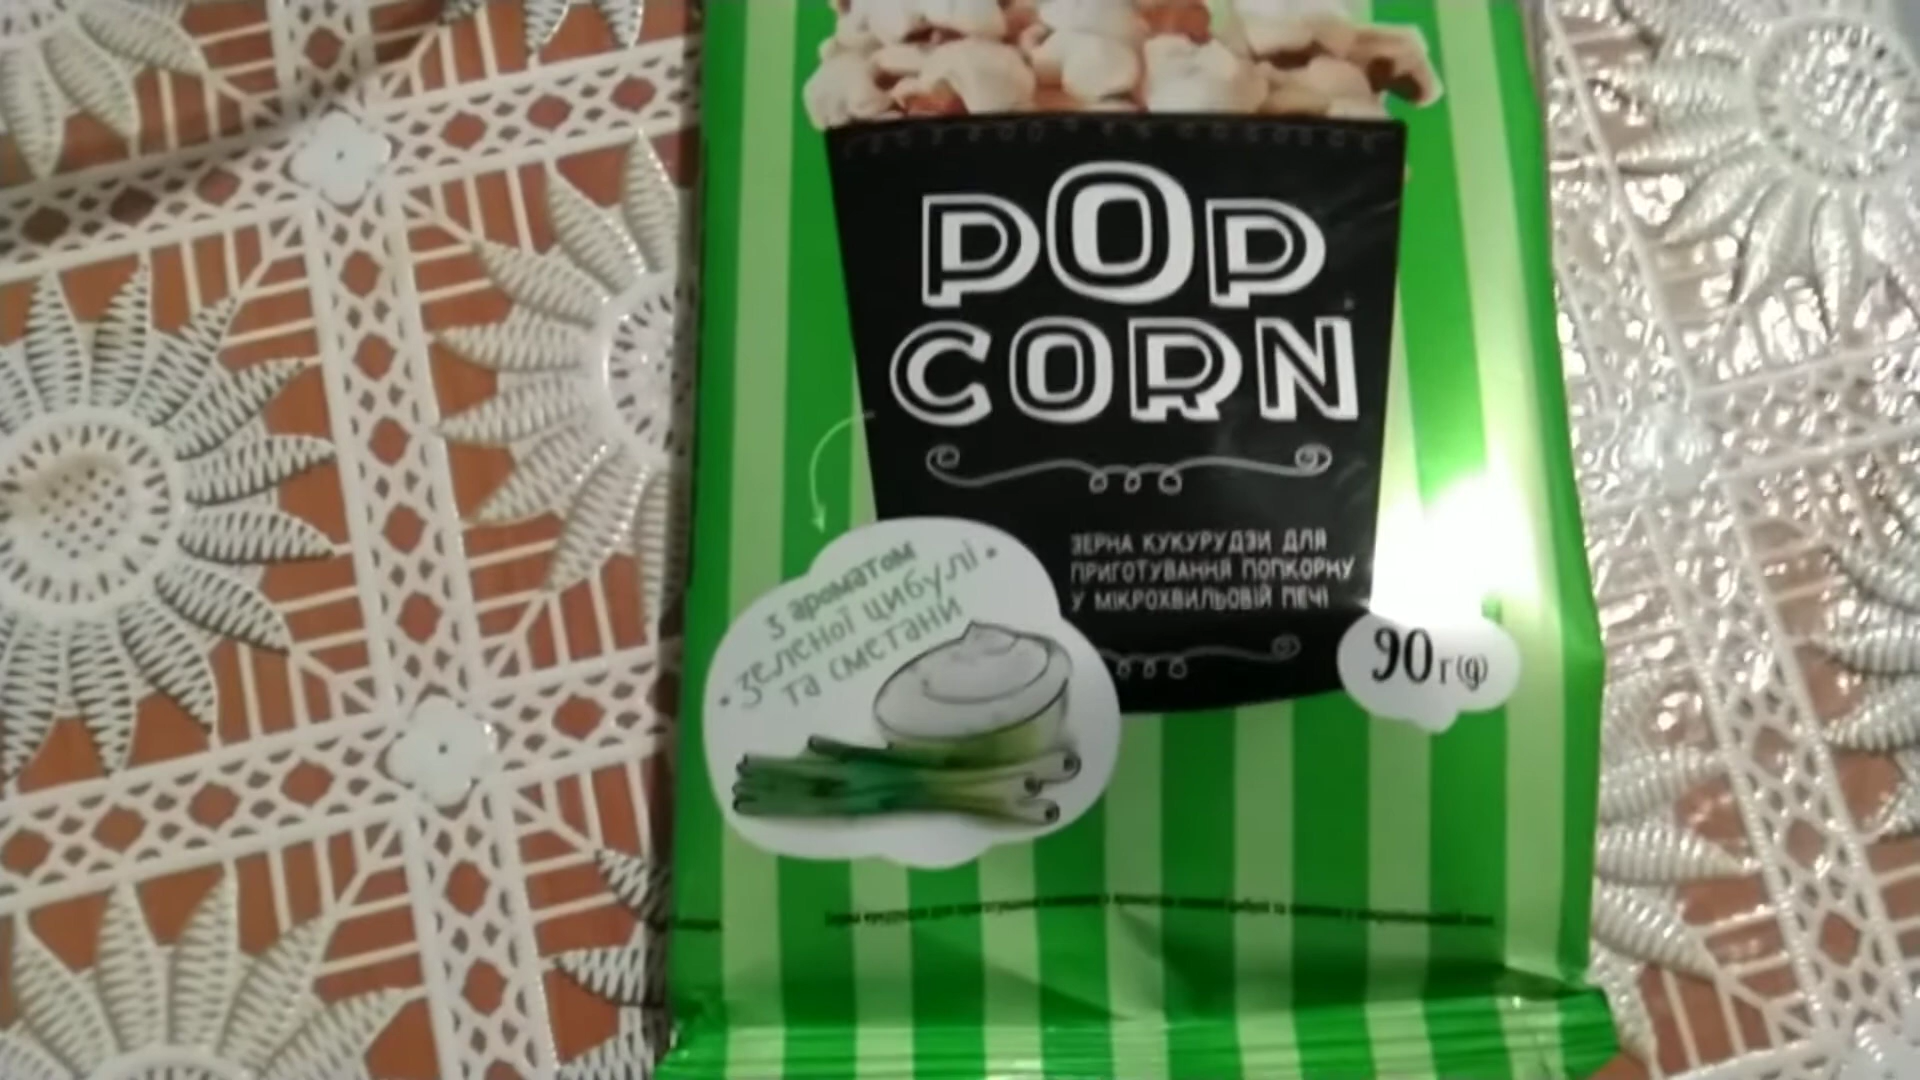 POP
CORN
ЗЕРНА КУКУРУДЗИ ДЛЯ
ПРИГОТУВАННЯ ПОПКОРНУ
У МІКРОХВИЛЬОВІЙ ПЕЧІ
з ароматом
зеленої цибулі
та сметани
90 г (g)